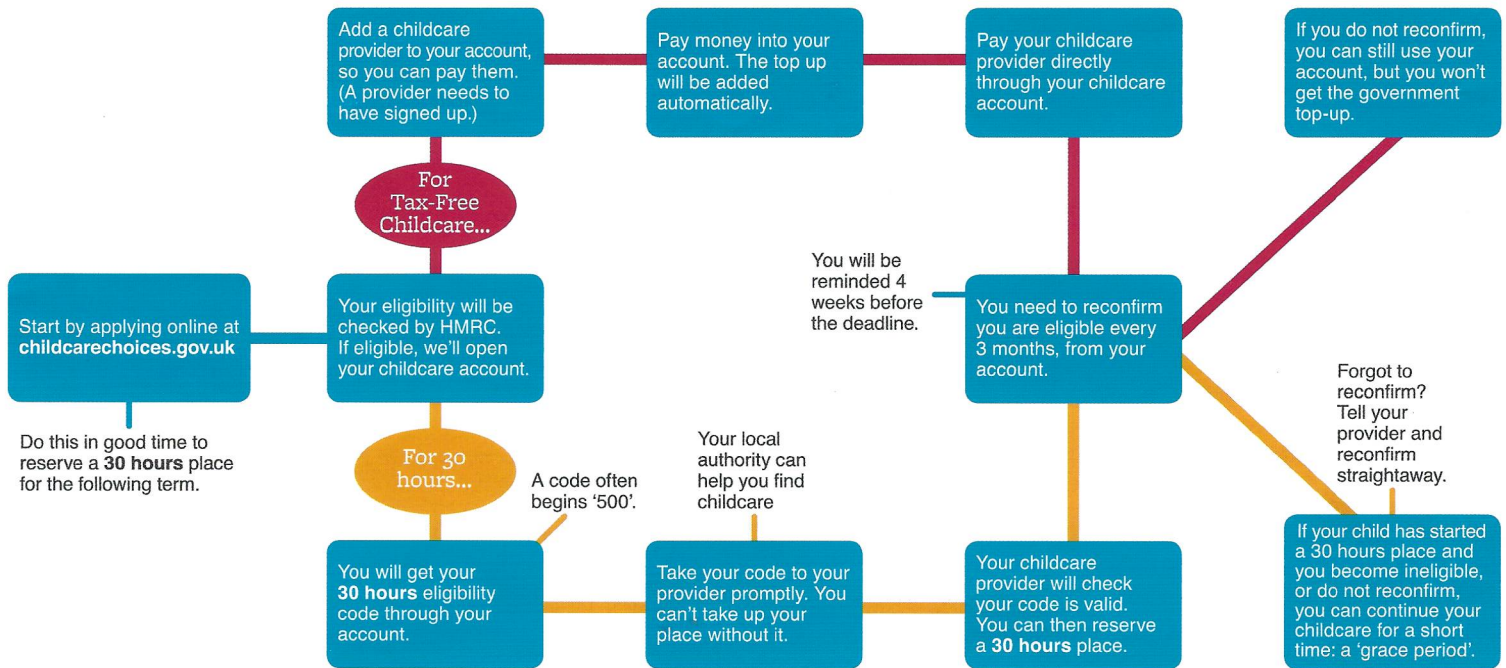 Start by applying online at
childcarechoices.gov.uk
Do this in good time to
reserve a 30 hours place
for the following term.
Your eligibility will be
checked by HMRC.
If eligible, we'll open
your childcare account.
For
Tax-Free
Childcare...
Add a childcare
provider to your account,
so you can pay them.
(A provider needs to
have signed up.)
Pay money into your
account. The top up
will be added
automatically.
Pay your childcare
provider directly
through your childcare
account.
For 30
hours...
You will get your
30 hours eligibility
code through your
account.
A code often
begins ‘500’.
Take your code to your
provider promptly. You
can't take up your
place without it.
Your local
authority can
help you find
childcare
Your childcare
provider will check
your code is valid.
You can then reserve
a 30 hours place.
You need to reconfirm
you are eligible every
3 months, from your
account.
You will be
reminded 4
weeks before
the deadline.
If you do not reconfirm,
you can still use your
account, but you won't
get the government
top-up.
Forgot to
reconfirm?
Tell your
provider and
reconfirm
straightaway.
If your child has started
a 30 hours place and
you become ineligible,
or do not reconfirm,
you can continue your
childcare for a short
time: a ‘grace period’.